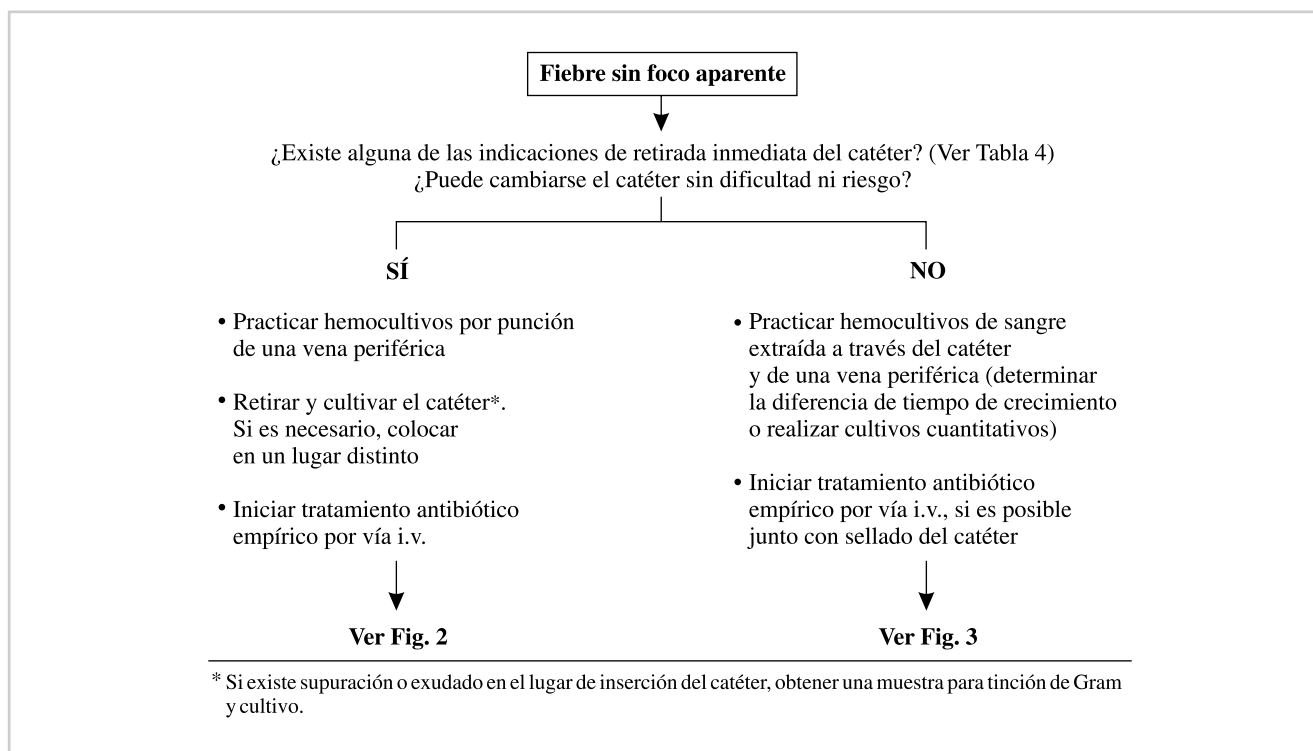 Fiebre sin foco aparente
¿Existe alguna de las indicaciones de retirada inmediata del catéter? (Ver Tabla 4)
¿Puede cambiarse el catéter sin dificultad ni riesgo?
SÍ
• Practicar hemocultivos por punción
de una vena periférica
• Retirar y cultivar el catéter*.
Si es necesario, colocar
en un lugar distinto
• Iniciar tratamiento antibiótico
empírico por vía i.v.
Ver Fig. 2
NO
• Practicar hemocultivos de sangre
extraída a través del catéter
y de una vena periférica (determinar
la diferencia de tiempo de crecimiento
o realizar cultivos cuantitativos)
• Iniciar tratamiento antibiótico
empírico por vía i.v., si es posible
junto con sellado del catéter
Ver Fig. 3
* Si existe supuración o exudado en el lugar de inserción del catéter, obtener una muestra para tinción de Gram
y cultivo.